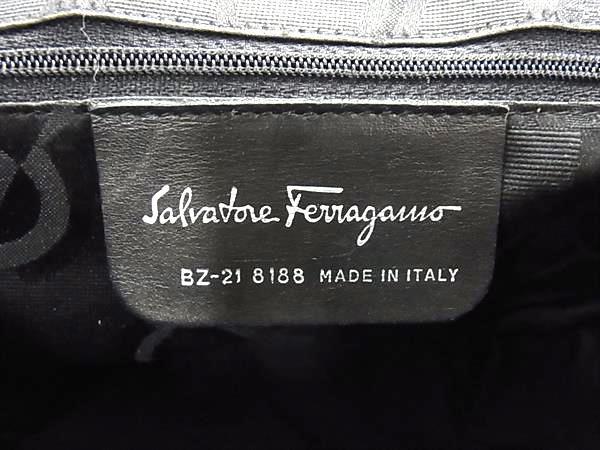 Salvatore Ferragamo
BZ-21 8188 MADE IN ITALY